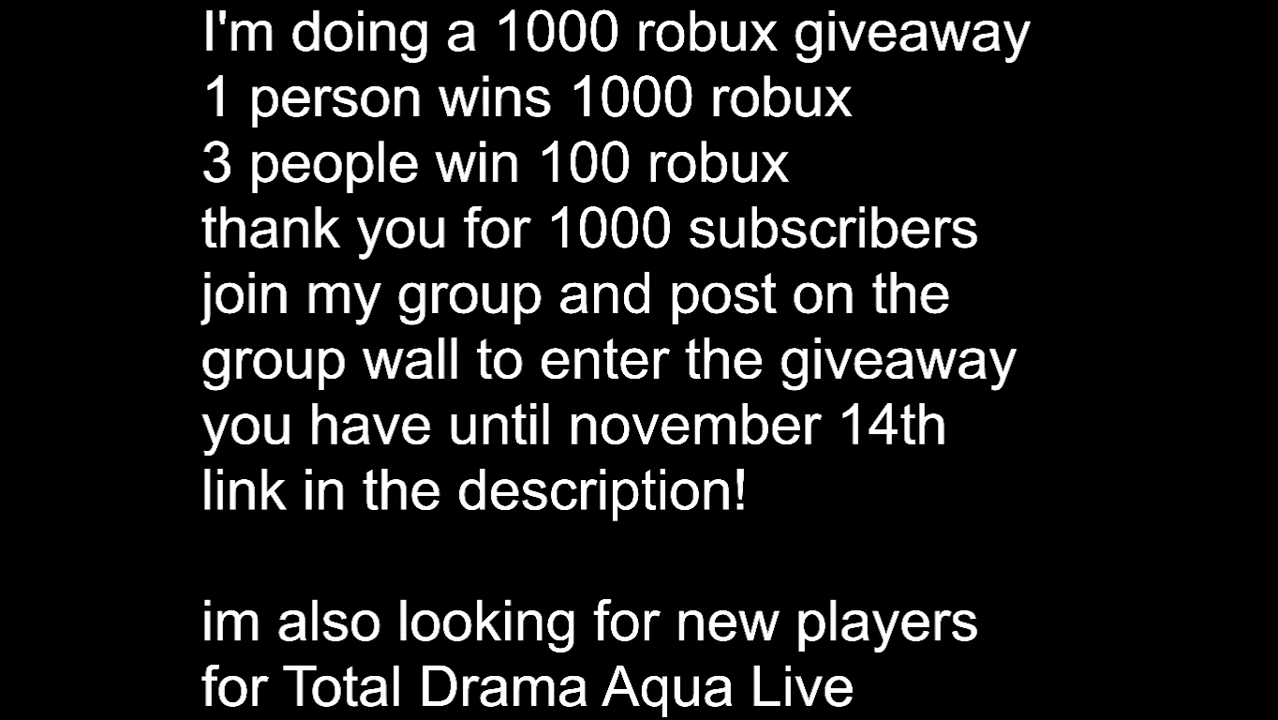 I'm doing a 1000 robux giveaway
1 person wins 1000 robux
3 people win 100 robux
thank you for 1000 subscribers
join my group and post on the
group wall to enter the giveaway
you have until november 14th
link in the description!
im also looking for new players
for Total Drama Aqua Live